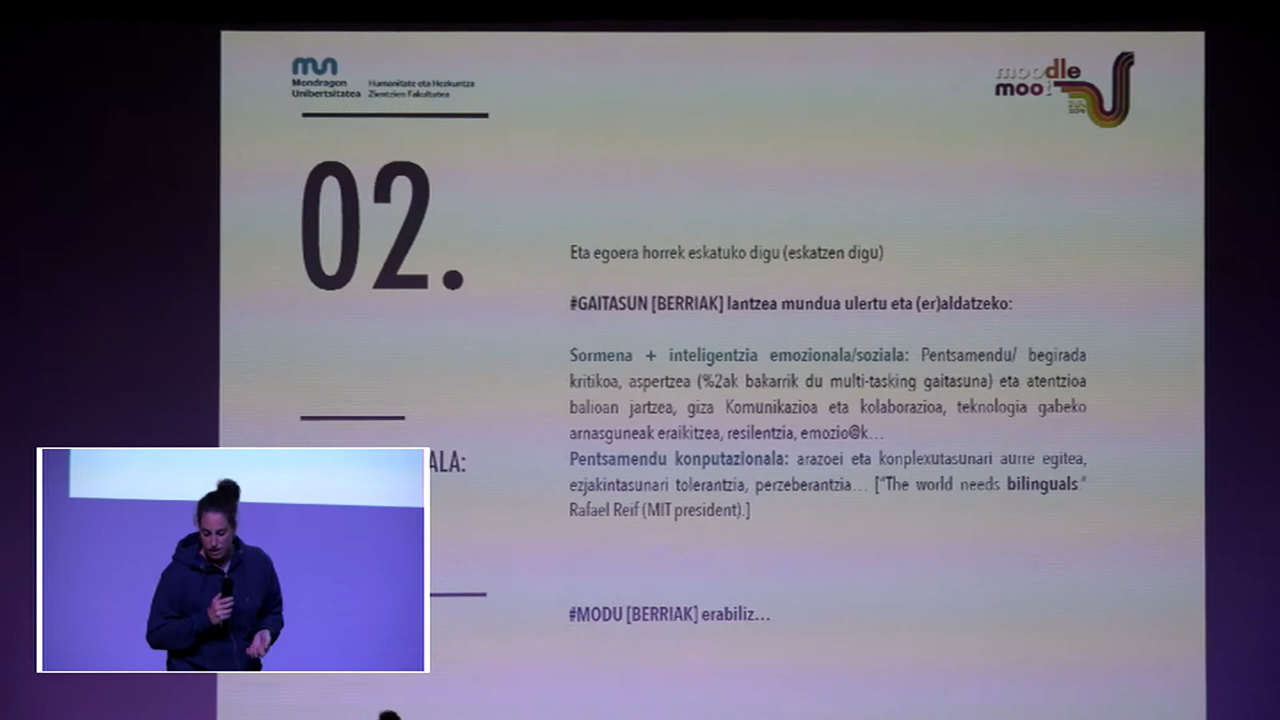 Mondragon
Unibertsitatea
Humanitate eta Hezkuntza
Zientzien Fakultatea
moodle
moot
02.
ALA:
Eta egoera horrek eskatuko digu (eskatzen digu)
#GAITASUN [BERRIAK] lantzea mundua ulertu eta (er)aldatzeko:
Sormena + inteligentzia emozionala/soziala: Pentsamendu/ begirada
kritikoa, aspertzea (%2ak bakarrik du multi-tasking gaitasuna) eta atentzioa
balioan jartzea, giza Komunikazioa eta kolaborazioa, teknologia gabeko
arnasguneak eraikitzea, resilentzia, emozio@k…
Pentsamendu konputazionala: arazoei eta konplexutasunari aurre egitea,
ezjakintasunari tolerantzia, perzeberantzia… ["The world needs bilinguals"
Rafael Reif (MIT president).]
#MODU [BERRIAK] erabiliz…